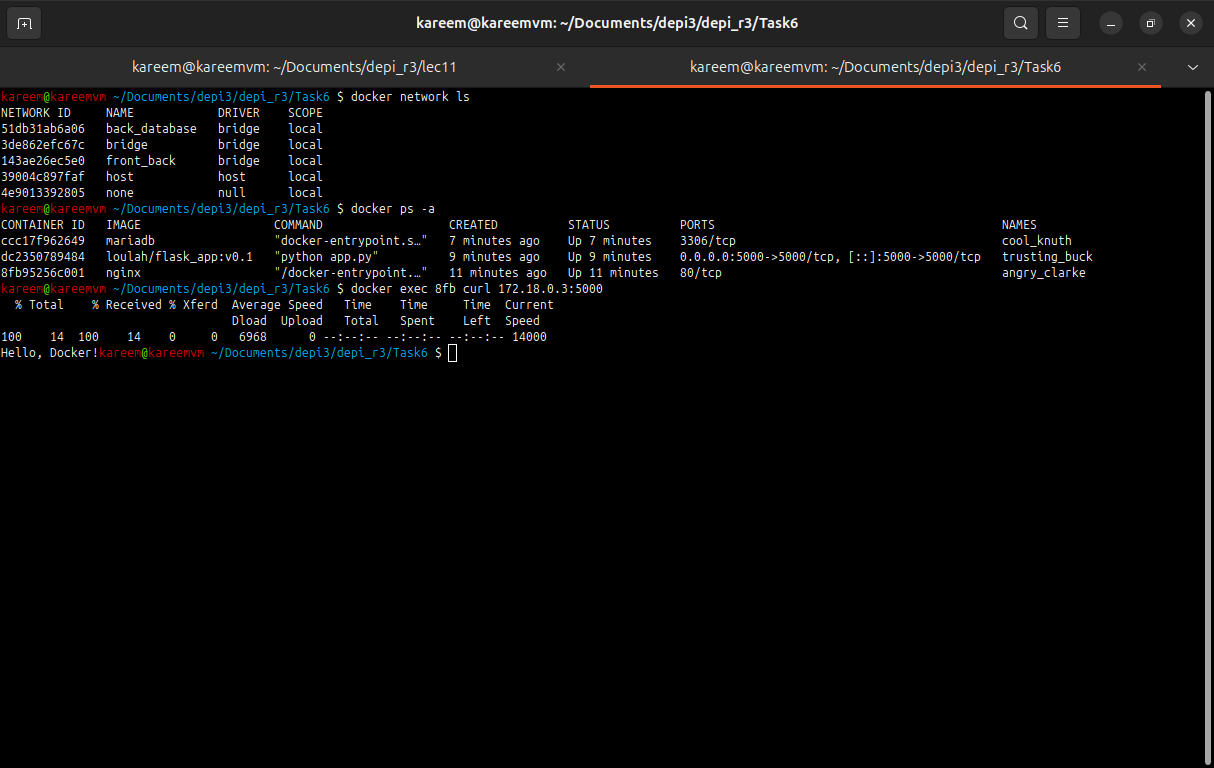 kareem@kareemvm: ~/Documents/depi3/depi_r3/Task6
kareem@kareemvm: ~/Documents/depi_r3/lec11
kareem@kareemvm: ~/Documents/depi3/depi_r3/Task6
kareem@kareemvm ~/Documents/depi3/depi_r3/Task6 $ docker network ls
NETWORK ID     NAME            DRIVER    SCOPE
51db31ab6a06   back_database   bridge    local
3de862efc67c   bridge          bridge    local
143ae26ec5e0   front_back      bridge    local
39004c897faf   host            host      local
4e9013392805   none            null      local
kareem@kareemvm ~/Documents/depi3/depi_r3/Task6 $ docker ps -a
CONTAINER ID   IMAGE                   COMMAND                  CREATED          STATUS          PORTS                                         NAMES
ccc17f962649   mariadb                 "docker-entrypoint.s…"   7 minutes ago    Up 7 minutes    3306/tcp                                      cool_knuth
dc2350789484   loulah/flask_app:v0.1   "python app.py"          9 minutes ago    Up 9 minutes    0.0.0.0:5000->5000/tcp, [::]:5000->5000/tcp   trusting_buck
8fb95256c001   nginx                   "/docker-entrypoint.…"   11 minutes ago   Up 11 minutes   80/tcp                                        angry_clarke
kareem@kareemvm ~/Documents/depi3/depi_r3/Task6 $ docker exec 8fb curl 172.18.0.3:5000
  % Total    % Received % Xferd  Average Speed   Time    Time     Time  Current
                                 Dload  Upload   Total   Spent    Left  Speed
100    14  100    14    0     0   6968      0 --:--:-- --:--:-- --:--:-- 14000
Hello, Docker!kareem@kareemvm ~/Documents/depi3/depi_r3/Task6 $